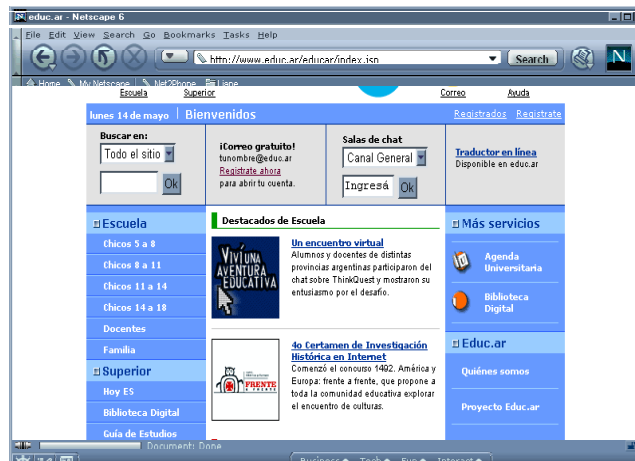 educ.ar - Netscape 6
File Edit View Search Go Bookmarks Tasks Help
http://www.educ.ar/educar/index.jsp
Search
N
Home My Netscape Net2Phone
Escuela Superior Correo Ayuda
lunes 14 de mayo Bienvenidos Registrados Registrate
Buscar en:
Todo el sitio
Ok
¡Correo gratuito!
tunombre@educ.ar
Registrate ahora
para abrir tu cuenta.
Salas de chat
Canal General
Ingresá Ok
Traductor en línea
Disponible en educ.ar
Escuela
Chicos 5 a 8
Chicos 8 a 11
Chicos 11 a 14
Chicos 14 a 18
Docentes
Familia
Superior
Hoy ES
Biblioteca Digital
Guía de Estudios
Destacados de Escuela
VIVÍ UNA
AVENTURA
EDUCATIVA
Un encuentro virtual
Alumnos y docentes de distintas
provincias argentinas participaron del
chat sobre ThinkQuest y mostraron su
entusiasmo por el desafío.
FRENTE
4o Certamen de Investigación
Histórica en Internet
Comenzó el concurso 1492. América y
Europa: frente a frente, que propone a
toda la comunidad educativa explorar
el encuentro de culturas.
Más servicios
Agenda
Universitaria
Biblioteca
Digital
Educ.ar
Quiénes somos
Proyecto Educ.ar
Document: Done
Business Tech Fun Interact